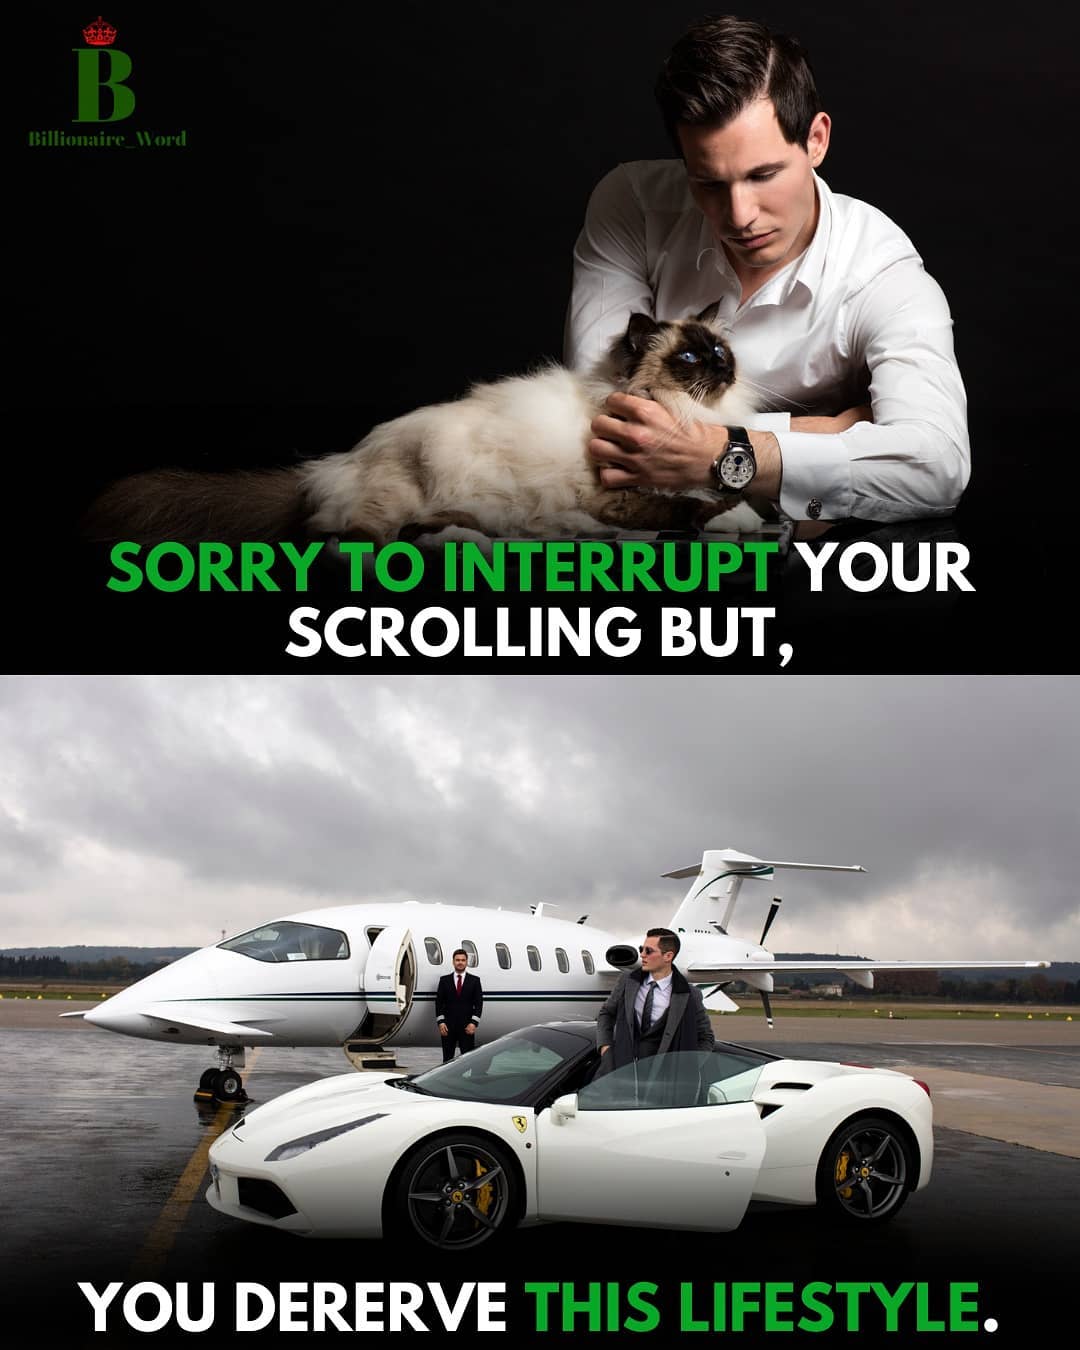 B
Billionaire_Word
SORRY TO INTERRUPT YOUR
SCROLLING BUT,
YOU DERERVE THIS LIFESTYLE.